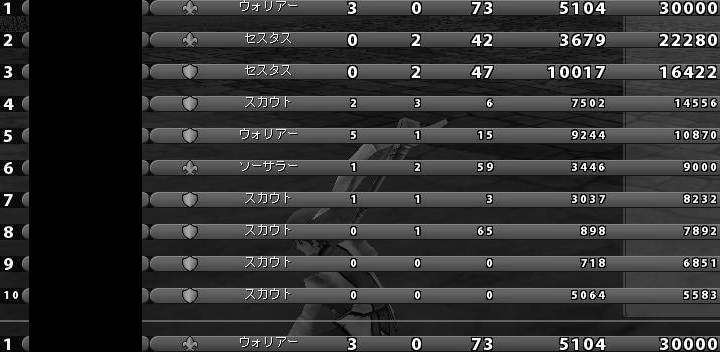 1 ウォリアー 3 0 73 5104 30000
2 セスタス 0 2 42 3679 22280
3 セスタス 0 2 47 10017 16422
4 スカウト 2 3 6 7502 14556
5 ウォリアー 5 1 15 9244 10870
6 ソーサラー 1 2 59 3446 9000
7 スカウト 1 1 3 3037 8232
8 スカウト 0 1 65 898 7892
9 スカウト 0 0 0 718 6851
10 スカウト 0 0 0 5064 5583
1 ウォリアー 3 0 73 5104 30000